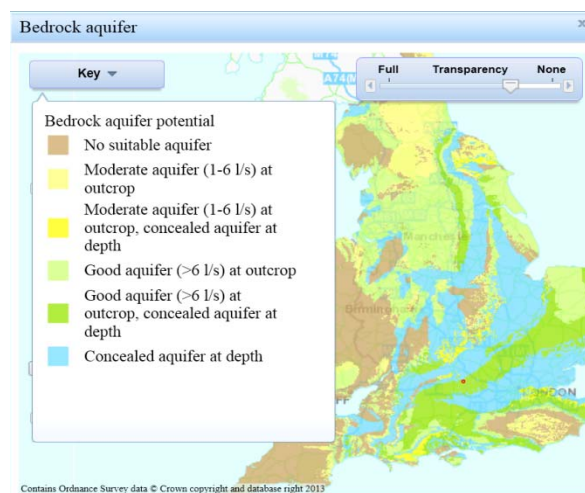 Bedrock aquifer
Key
Full Transparency None
Bedrock aquifer potential
No suitable aquifer
Moderate aquifer (1-6 l/s) at
outcrop
Moderate aquifer (1-6 l/s) at
outcrop, concealed aquifer at
depth
Good aquifer (>6 l/s) at outcrop
Good aquifer (>6 l/s) at
outcrop, concealed aquifer at
depth
Concealed aquifer at depth
A74(M)
Manchester
Birmingham
LONDON
Contains Ordnance Survey data © Crown copyright and database right 2013